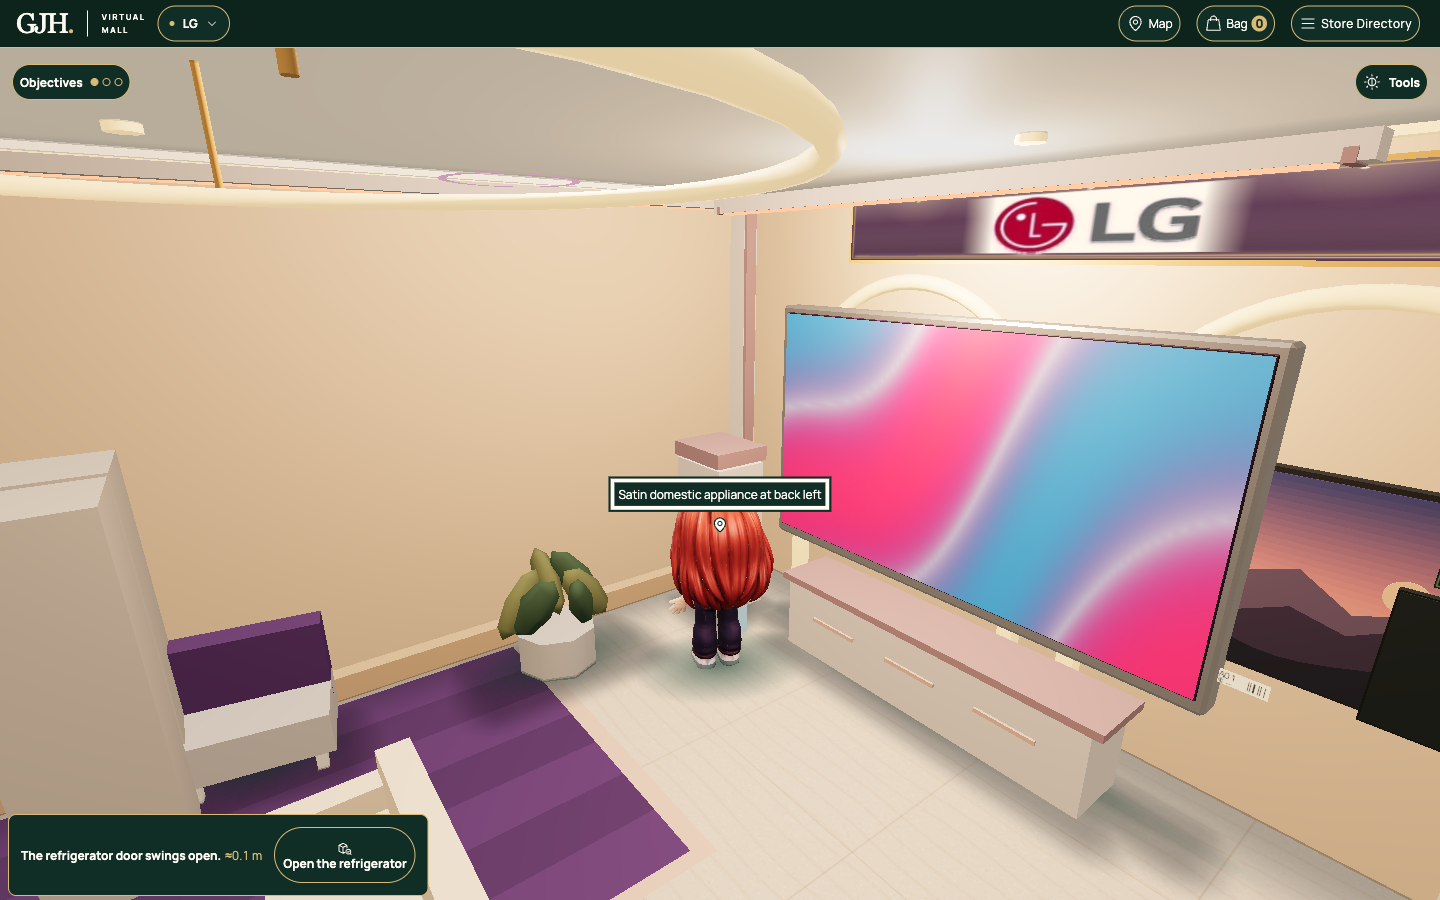 GJH.
VIRTUAL
MALL
LG
Map
Bag 0
Store Directory
Objectives
Tools
LG
Satin domestic appliance at back left
The refrigerator door swings open. ≈0.1 m
Open the refrigerator